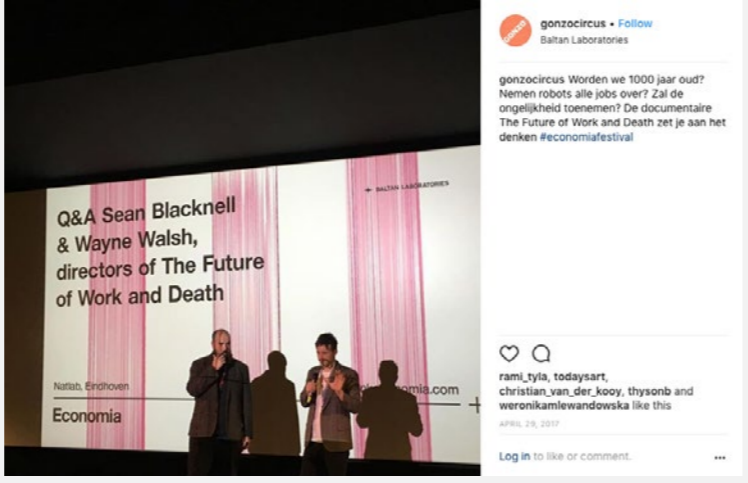 Q&A Sean Blacknell
& Wayne Walsh,
directors of The Future
of Work and Death
BALTAN LABORATORIES
Natlab, Eindhoven
omia.com
Economia
GONZO
gonzocircus • Follow
Baltan Laboratories
gonzocircus Worden we 1000 jaar oud?
Nemen robots alle jobs over? Zal de
ongelijkheid toenemen? De documentaire
The Future of Work and Death zet je aan het
denken #economiafestival
rami_tyla, todaysart,
christian_van_der_kooy, thysonb and
weronikamlewandowska like this
APRIL 29, 2017
Log in to like or comment.